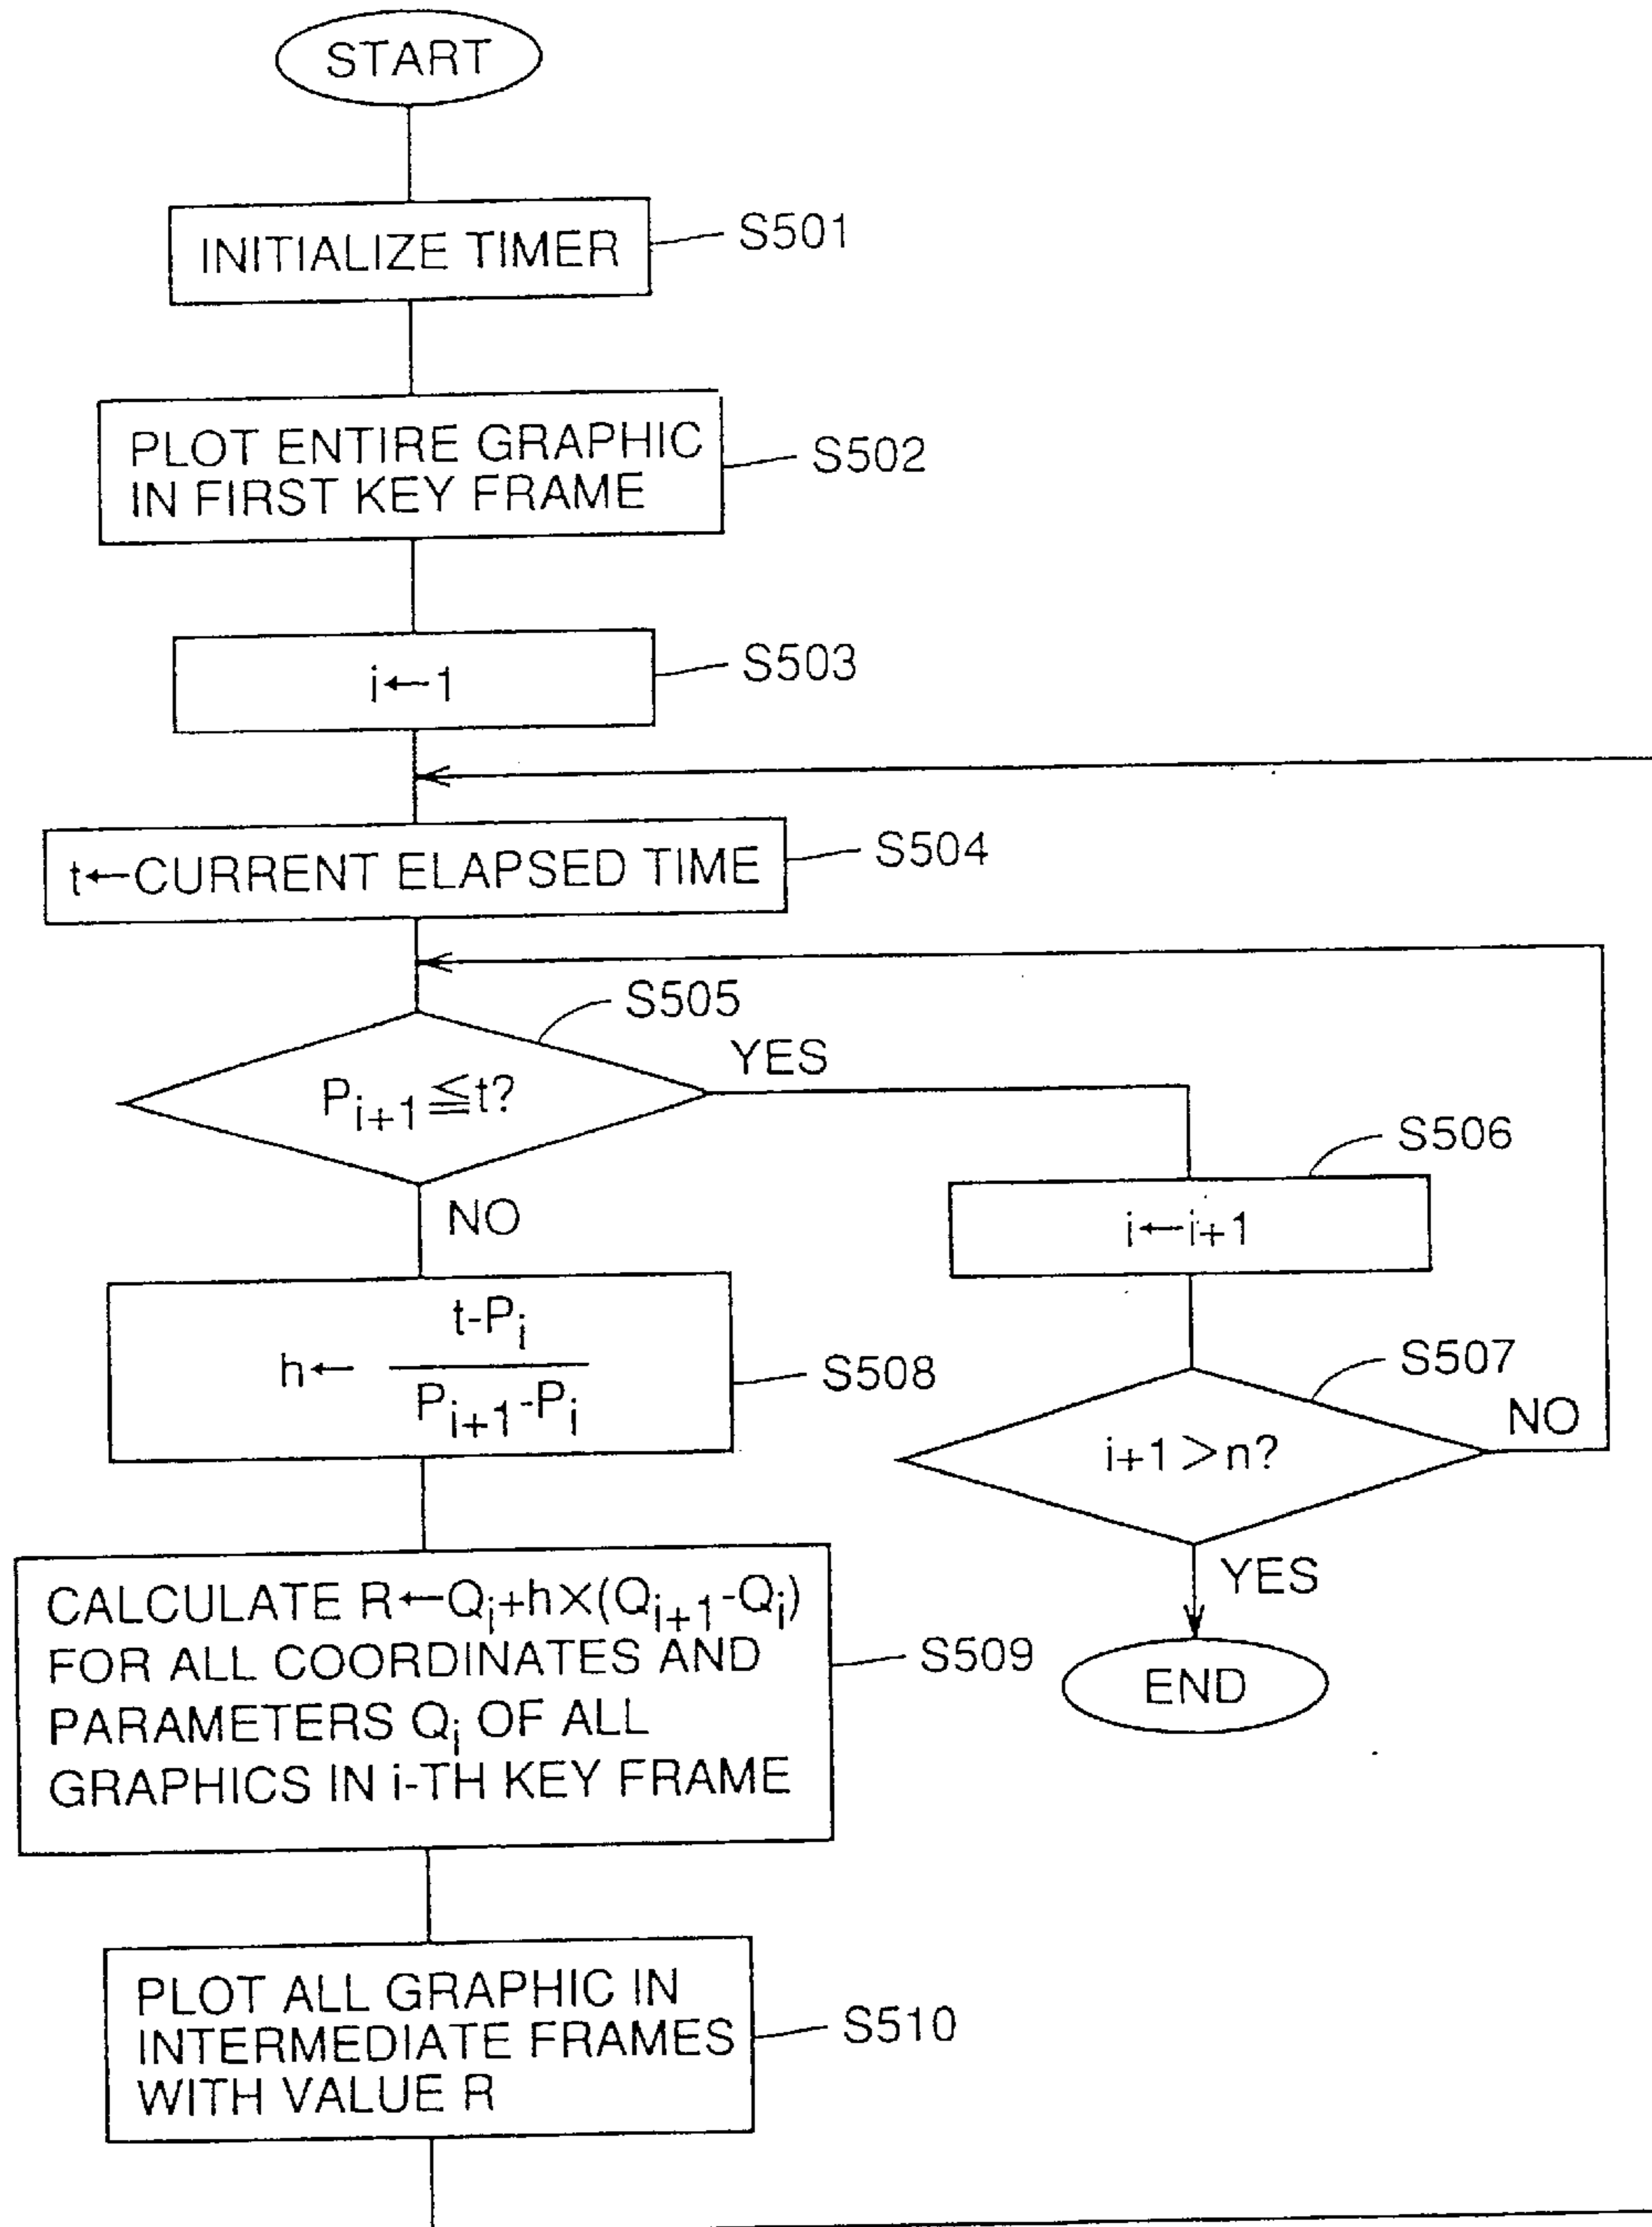 START
INITIALIZE TIMER
S501
PLOT ENTIRE GRAPHIC
IN FIRST KEY FRAME
S502
i←1
S503
t←CURRENT ELAPSED TIME
S504
S505
P_{i+1}≦t?
YES
NO
S506
i←i+1
S507
i+1>n?
NO
YES
END
h← \frac{t-P_i}{P_{i+1}-P_i}
S508
CALCULATE R←Q_i+h×(Q_{i+1}-Q_i)
FOR ALL COORDINATES AND
PARAMETERS Q_i OF ALL
GRAPHICS IN i-TH KEY FRAME
S509
PLOT ALL GRAPHIC IN
INTERMEDIATE FRAMES
WITH VALUE R
S510